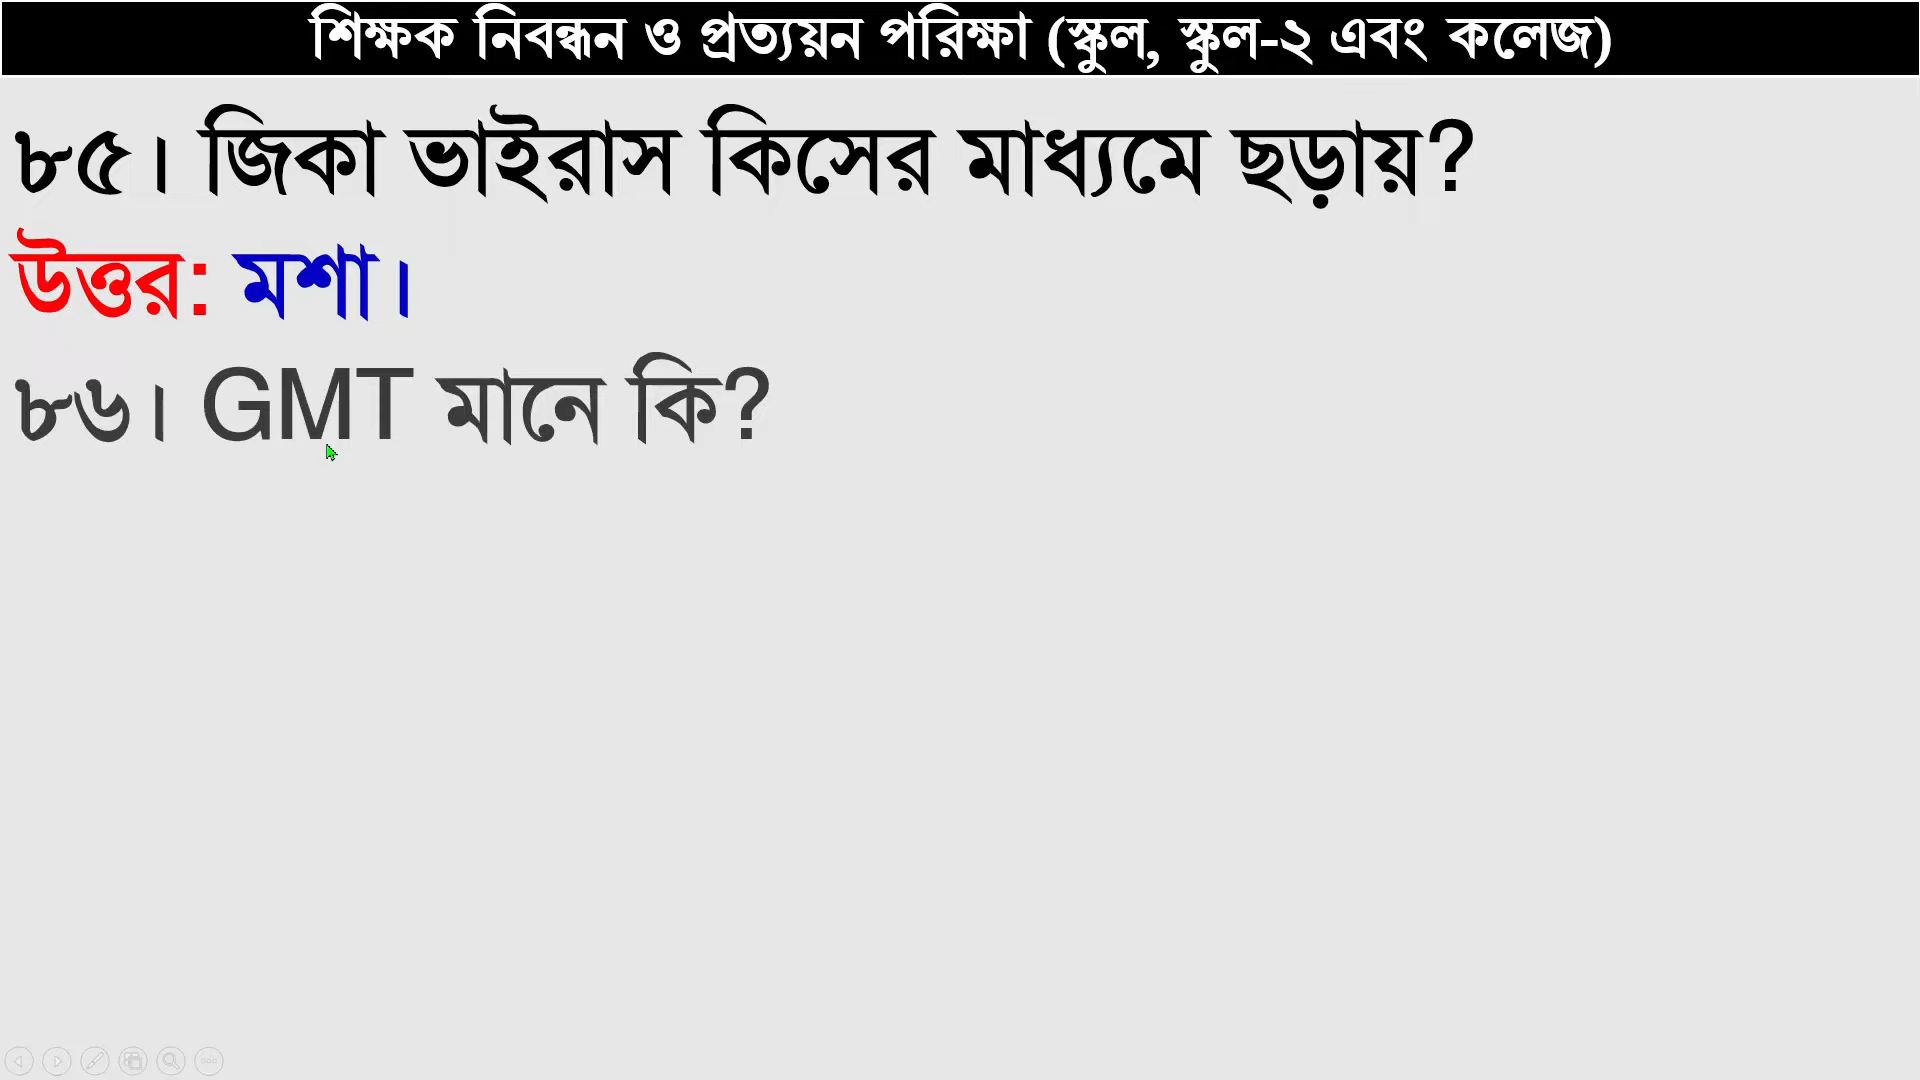 শিক্ষক নিবন্ধন ও প্রত্যয়ন পরিক্ষা (স্কুল, স্কুল-২ এবং কলেজ)
৮৫। জিকা ভাইরাস কিসের মাধ্যমে ছড়ায়?
উত্তর: মশা।
৮৬। GMT মানে কি?